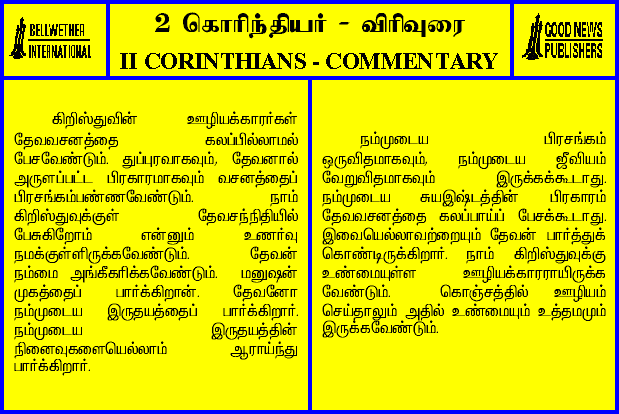 BELLWETHER
INTERNATIONAL
2 கொரிந்தியர் - விரிவுரை
II CORINTHIANS - COMMENTARY
GOOD NEWS
PUBLISHERS
கிறிஸ்துவின் ஊழியக்காரர்கள்
தேவவசனத்தை கலப்பில்லாமல்
பேசவேண்டும். துப்புரவாகவும், தேவனால்
அருளப்பட்ட பிரகாரமாகவும் வசனத்தைப்
பிரசங்கம்பண்ணவேண்டும். நாம்
கிறிஸ்துவுக்குள் தேவசந்நிதியில்
பேசுகிறோம் என்னும் உணர்வு
நமக்குள்ளிருக்கவேண்டும். தேவன்
நம்மை அங்கீகரிக்கவேண்டும். மனுஷன்
முகத்தைப் பார்க்கிறான். தேவனோ
நம்முடைய இருதயத்தைப் பார்க்கிறார்.
நம்முடைய இருதயத்தின்
நினைவுகளையெல்லாம் ஆராய்ந்து
பார்க்கிறார்.
நம்முடைய பிரசங்கம்
ஒருவிதமாகவும், நம்முடைய ஜீவியம்
வேறுவிதமாகவும் இருக்கக்கூடாது.
நம்முடைய சுயஇஷ்டத்தின் பிரகாரம்
தேவவசனத்தை கலப்பாய்ப் பேசக்கூடாது.
இவையெல்லாவற்றையும் தேவன் பார்த்துக்
கொண்டிருக்கிறார். நாம் கிறிஸ்துவுக்கு
உண்மையுள்ள ஊழியக்காரராயிருக்க
வேண்டும். கொஞ்சத்தில் ஊழியம்
செய்தாலும் அதில் உண்மையும் உத்தமமும்
இருக்கவேண்டும்.